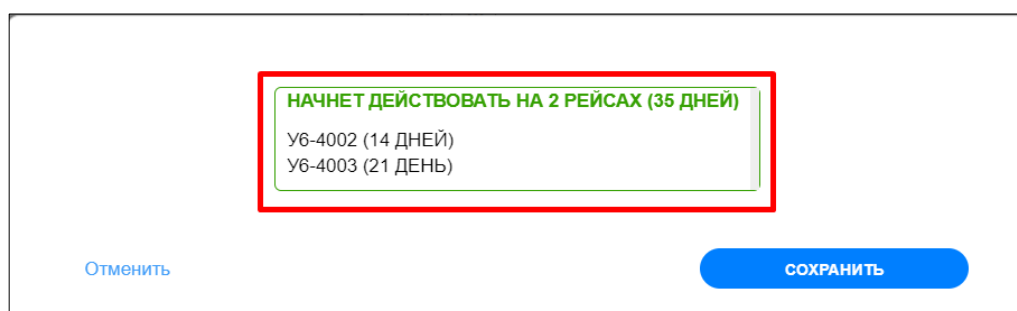 НАЧНЕТ ДЕЙСТВОВАТЬ НА 2 РЕЙСАХ (35 ДНЕЙ)
У6-4002 (14 ДНЕЙ)
У6-4003 (21 ДЕНЬ)
Отменить
СОХРАНИТЬ